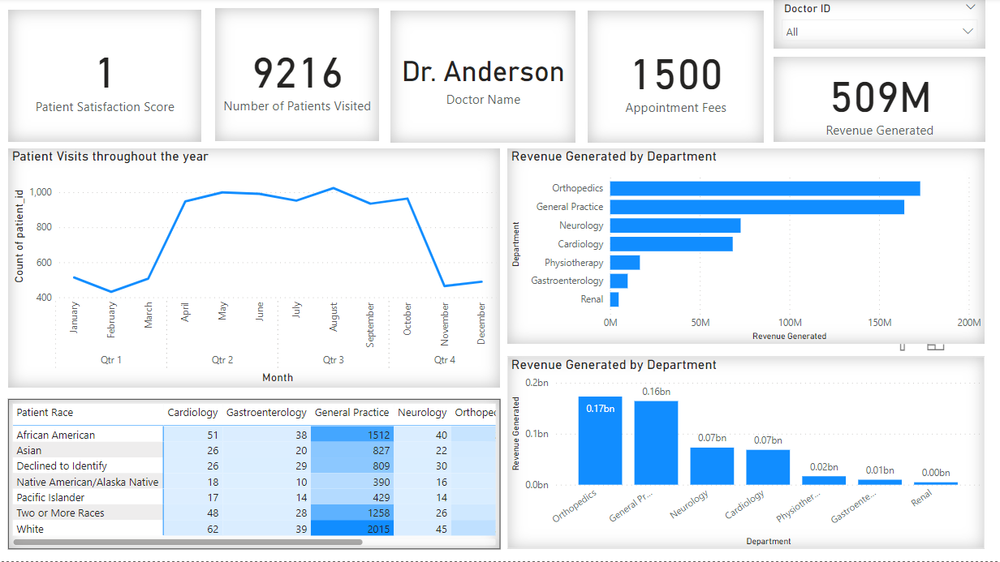 1
Patient Satisfaction Score
9216
Number of Patients Visited
Dr. Anderson
Doctor Name
1500
Appointment Fees
Doctor ID
All
509M
Revenue Generated
Patient Visits throughout the year
Count of patient_id
1,000
800
600
400
January February March April May June July August September October November December
Qtr 1 Qtr 2 Qtr 3 Qtr 4
Month
Revenue Generated by Department
Department
Orthopedics
General Practice
Neurology
Cardiology
Physiotherapy
Gastroenterology
Renal
0M 50M 100M 150M 200M
Revenue Generated
Patient Race Cardiology Gastroenterology General Practice Neurology Orthoped
African American 51 38 1512 40
Asian 26 20 827 22
Declined to Identify 26 29 809 30
Native American/Alaska Native 18 10 390 16
Pacific Islander 17 14 429 14
Two or More Races 48 28 1258 26
White 62 39 2015 45
Revenue Generated by Department
Revenue Generated
0.2bn
0.1bn
0.0bn
0.17bn 0.16bn 0.07bn 0.07bn 0.02bn 0.01bn 0.00bn
Orthopedics General Pr... Neurology Cardiology Physiother... Gastroente... Renal
Department